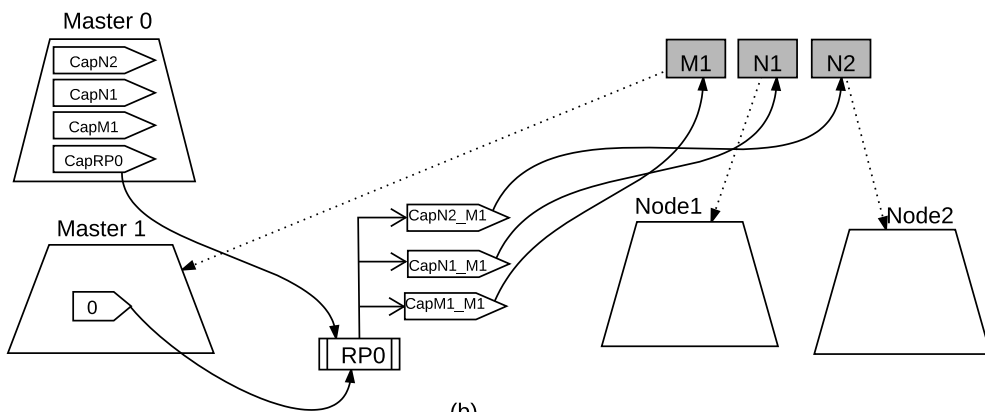 Master 0
CapN2
CapN1
CapM1
CapRP0
M1
N1
N2
Master 1
0
CapN2_M1
CapN1_M1
CapM1_M1
RP0
Node1
Node2
(b)